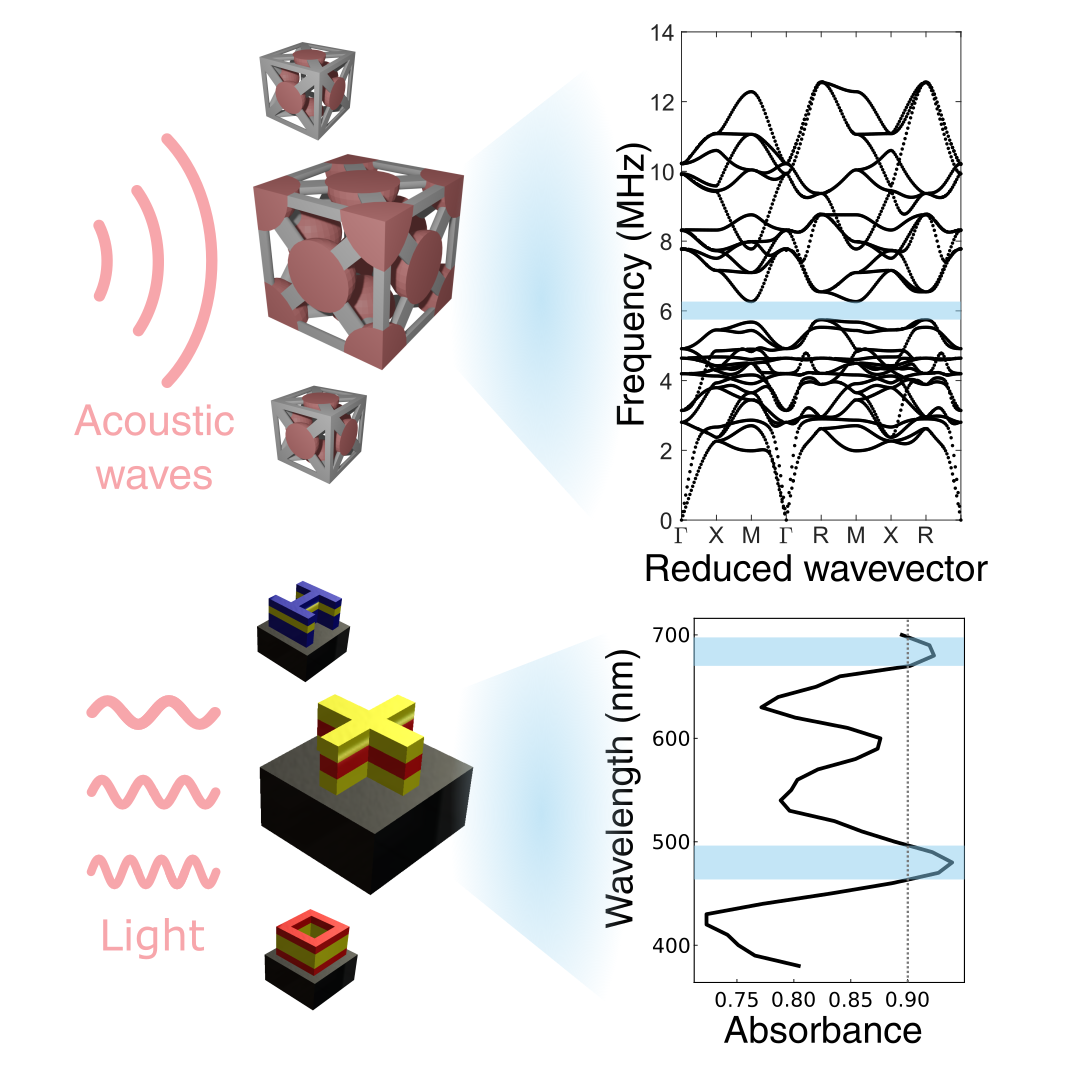 Acoustic
waves
Frequency (MHz)
14
12
10
8
6
4
2
0
Γ X M Γ R M X R
Reduced wavevector
Light
Wavelength (nm)
700
600
500
400
0.75 0.80 0.85 0.90
Absorbance